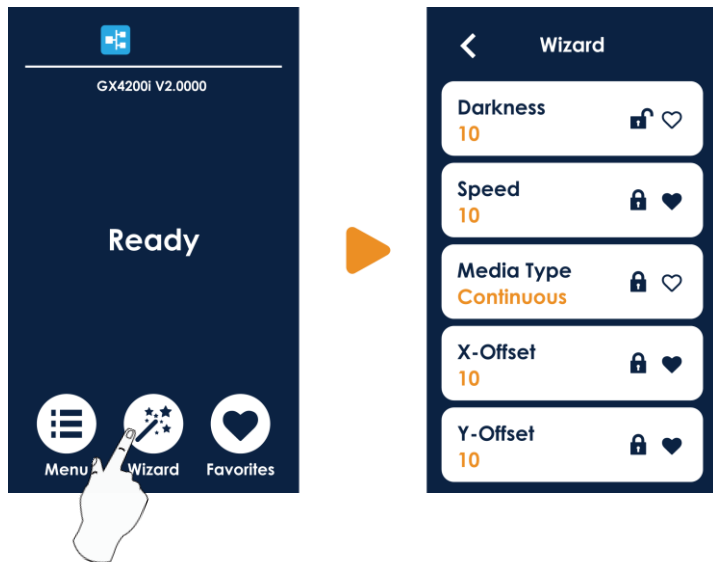 GX4200i V2.0000
Ready
Menu Wizard Favorites
Wizard
Darkness
10
Speed
10
Media Type
Continuous
X-Offset
10
Y-Offset
10